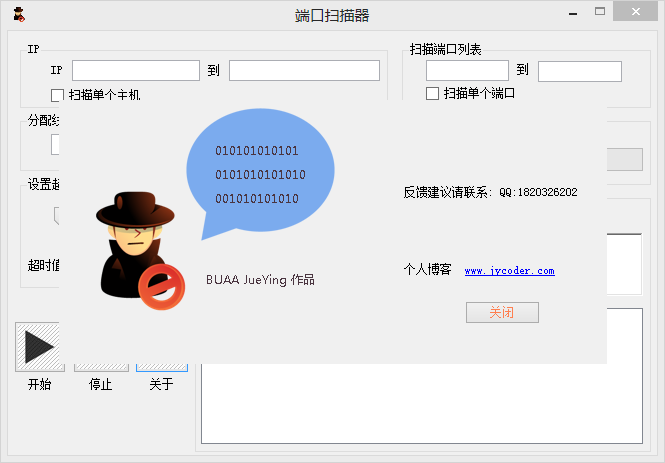 端口扫描器
IP
扫描端口列表
IP 到
到
扫描单个主机
扫描单个端口
分配线
设置超
超时值
010101010101
0101010101010
001010101010
BUAA JueYing 作品
反馈建议请联系: QQ:1820326202
个人博客 www.jycoder.com
关闭
开始 停止 关于